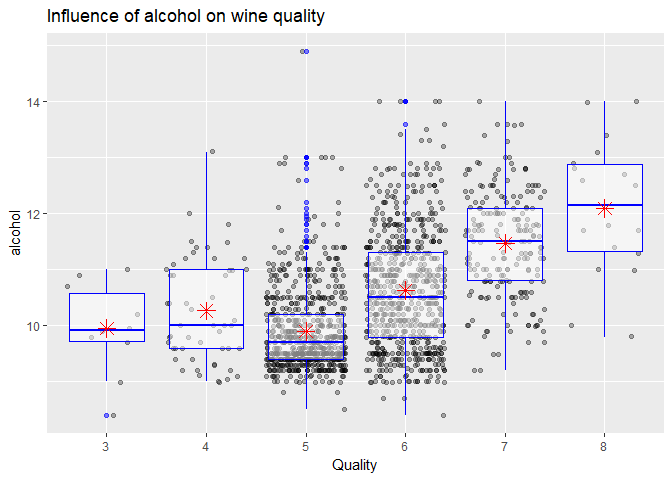 Influence of alcohol on wine quality
alcohol
14
12
10
3 4 5 6 7 8
Quality